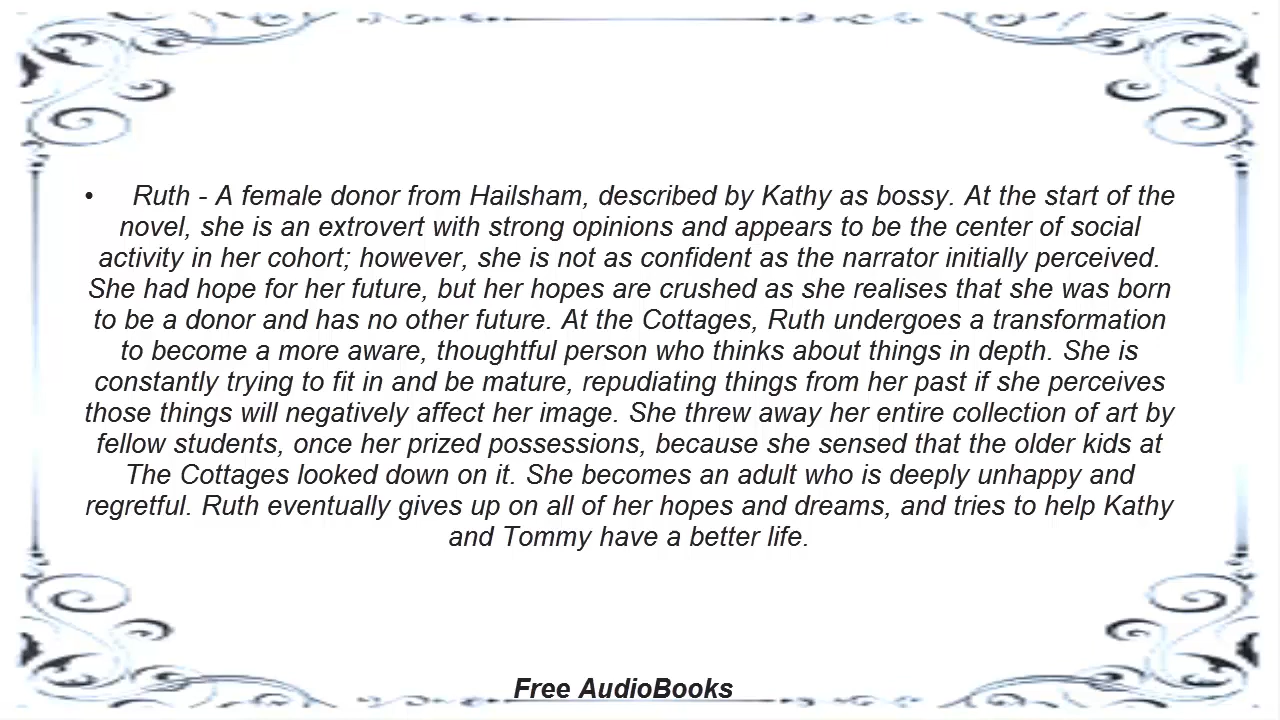 • Ruth - A female donor from Hailsham, described by Kathy as bossy. At the start of the
novel, she is an extrovert with strong opinions and appears to be the center of social
activity in her cohort; however, she is not as confident as the narrator initially perceived.
She had hope for her future, but her hopes are crushed as she realises that she was born
to be a donor and has no other future. At the Cottages, Ruth undergoes a transformation
to become a more aware, thoughtful person who thinks about things in depth. She is
constantly trying to fit in and be mature, repudiating things from her past if she perceives
those things will negatively affect her image. She threw away her entire collection of art by
fellow students, once her prized possessions, because she sensed that the older kids at
The Cottages looked down on it. She becomes an adult who is deeply unhappy and
regretful. Ruth eventually gives up on all of her hopes and dreams, and tries to help Kathy
and Tommy have a better life.
Free AudioBooks